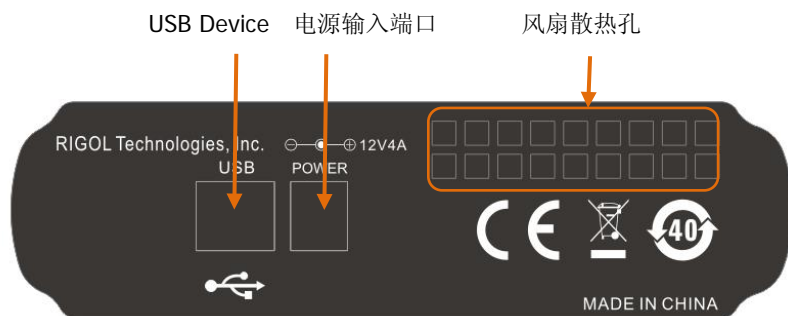 USB Device 电源输入端口 风扇散热孔
RIGOL Technologies, Inc. 12V4A
USB POWER
CE 40
MADE IN CHINA